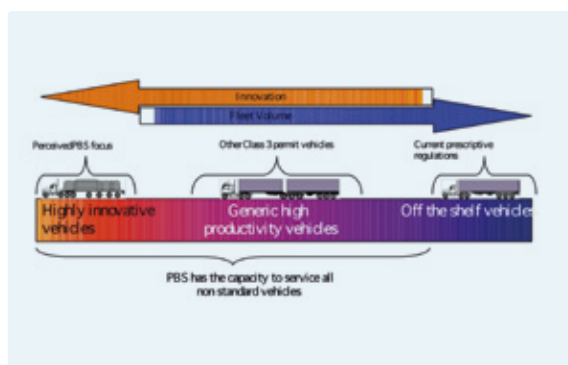 Innovation
Fleet Volume
Perceived PBS focus
Other Class 3 permit vehicles
Current prescriptive
regulations
Highly innovative
vehicles
Generic high
productivity vehicles
Off the shelf vehicles
PBS has the capacity to service all
non standard vehicles